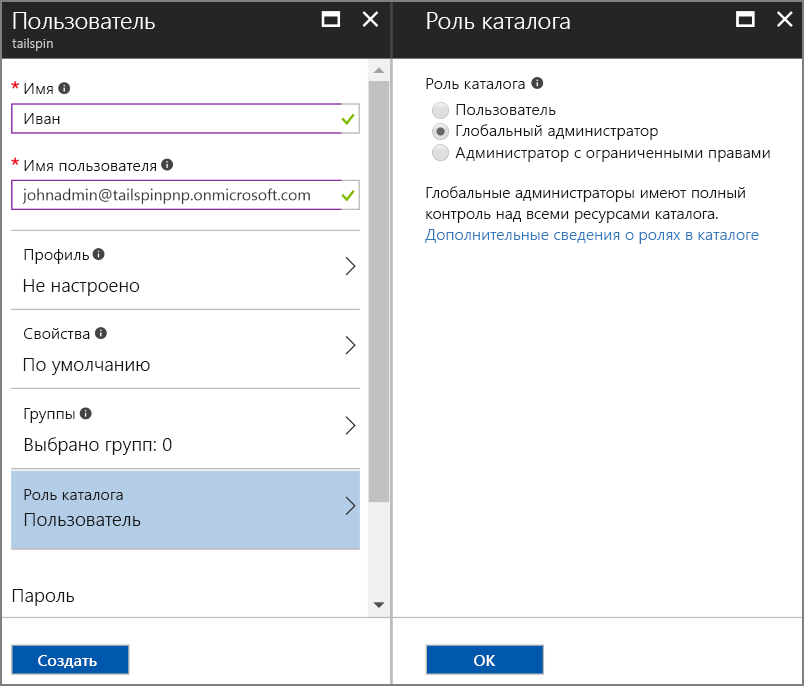 Пользователь
tailspin
* Имя
Иван
* Имя пользователя
johnadmin@tailspinpnp.onmicrosoft.com
Профиль
Не настроено
Свойства
По умолчанию
Группы
Выбрано групп: 0
Роль каталога
Пользователь
Пароль
Создать
Роль каталога
Роль каталога
Пользователь
Глобальный администратор
Администратор с ограниченными правами
Глобальные администраторы имеют полный
контроль над всеми ресурсами каталога.
Дополнительные сведения о ролях в каталоге
ОК